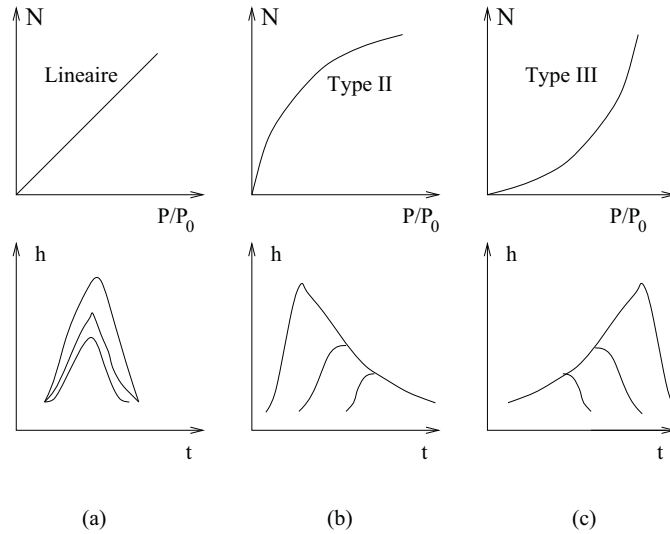 N
Lineaire
P/P0
N
Type II
P/P0
N
Type III
P/P0
h
t
h
t
h
t
(a)
(b)
(c)